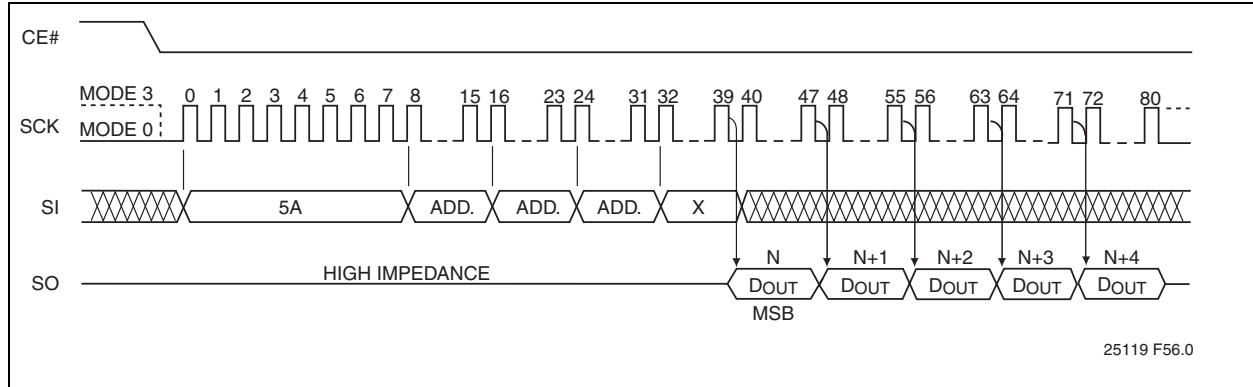 CE#
MODE 3
0 1 2 3 4 5 6 7 8 15 16 23 24 31 32 39 40 47 48 55 56 63 64 71 72 80
SCK
MODE 0
SI
5A ADD. ADD. ADD. X
N N+1 N+2 N+3 N+4
HIGH IMPEDANCE
SO
DOUT DOUT DOUT DOUT DOUT
MSB
25119 F56.0